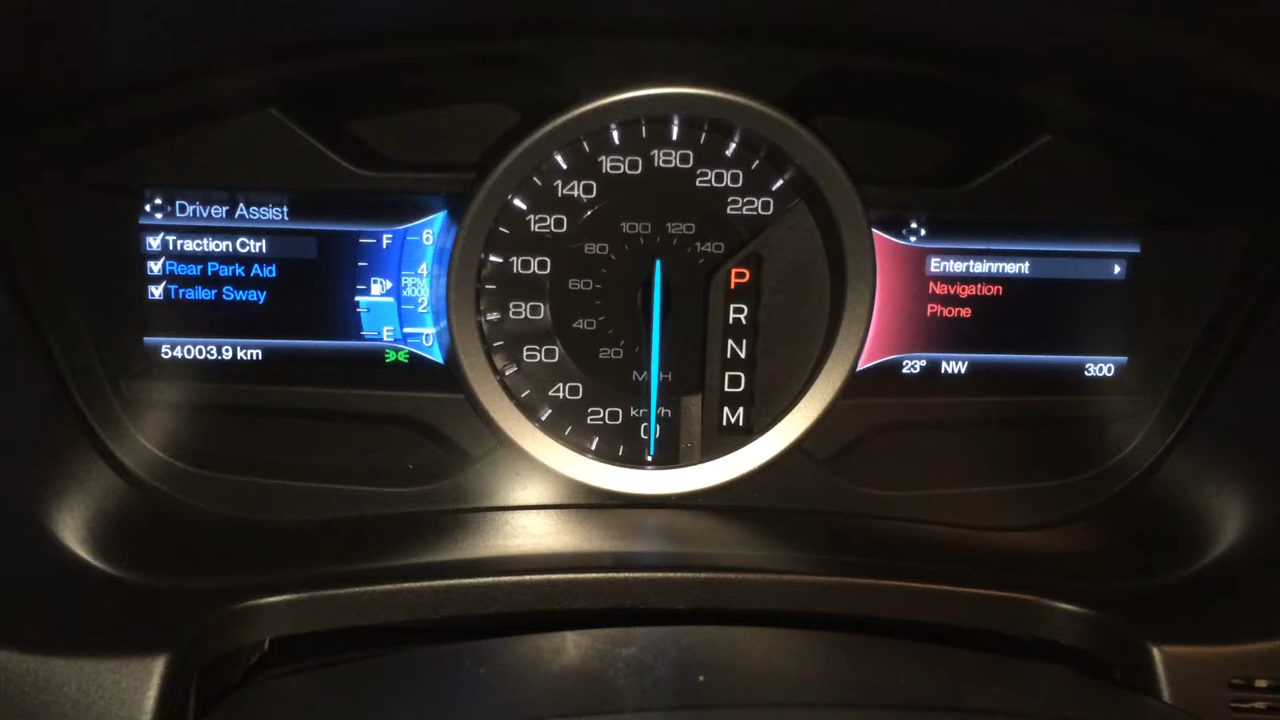 Driver Assist
Traction Ctrl
Rear Park Aid
Trailer Sway
54003.9 km
F
E
6
4
RPM
x1000
2
0
220
200
180
160
140
120
100
80
60
40
20
0
km/h
140
120
100
80
60
40
20
MPH
P
R
N
D
M
Entertainment
Navigation
Phone
23° NW 3:00